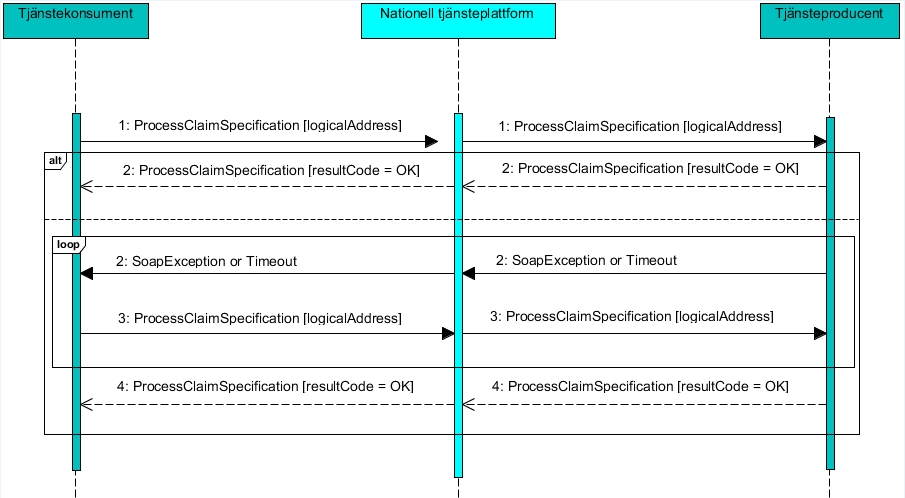 Tjänstekonsument
Nationell tjänsteplattform
Tjänsteproducent
1: ProcessClaimSpecification [logicalAddress]
1: ProcessClaimSpecification [logicalAddress]
alt
2: ProcessClaimSpecification [resultCode = OK]
2: ProcessClaimSpecification [resultCode = OK]
loop
2: SoapException or Timeout
2: SoapException or Timeout
3: ProcessClaimSpecification [logicalAddress]
3: ProcessClaimSpecification [logicalAddress]
4: ProcessClaimSpecification [resultCode = OK]
4: ProcessClaimSpecification [resultCode = OK]